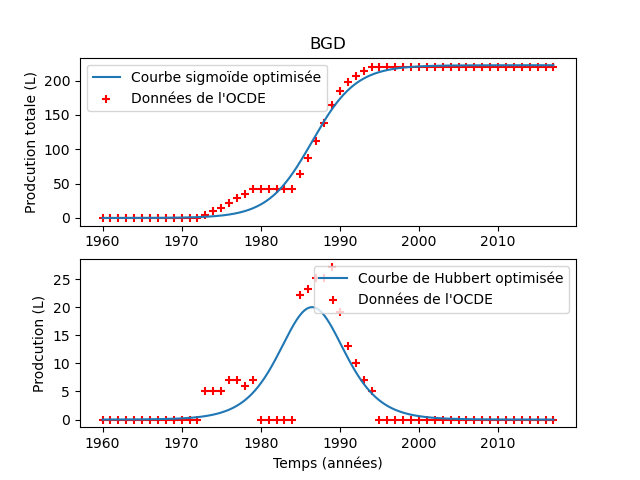 BGD
Prodcution totale (L)
200
150
100
50
0
Courbe sigmoïde optimisée
Données de l'OCDE
1960 1970 1980 1990 2000 2010
Prodcution (L)
25
20
15
10
5
0
Courbe de Hubbert optimisée
Données de l'OCDE
1960 1970 1980 1990 2000 2010
Temps (années)